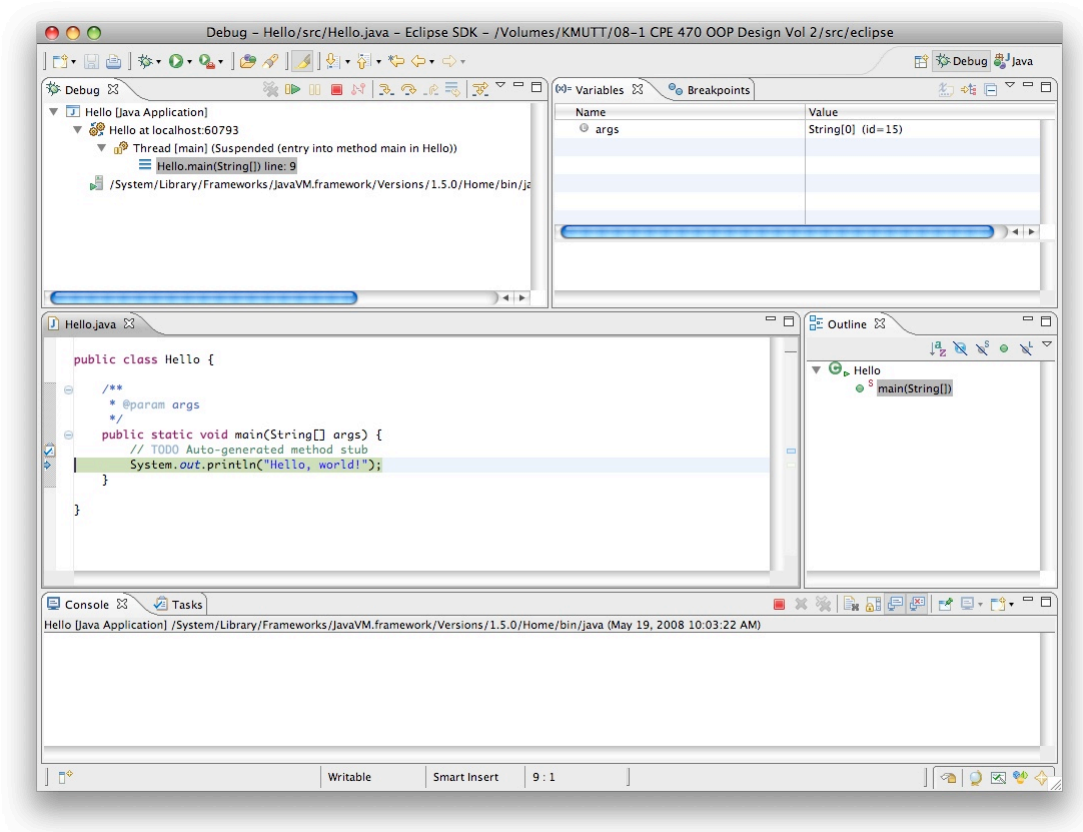 Debug – Hello/src/Hello.java – Eclipse SDK – /Volumes/KMUTT/08–1 CPE 470 OOP Design Vol 2/src/eclipse
Debug Java
Debug
Hello [Java Application]
Hello at localhost:60793
Thread [main] (Suspended (entry into method main in Hello))
Hello.main(String[]) line: 9
/System/Library/Frameworks/JavaVM.framework/Versions/1.5.0/Home/bin/ja
(x)= Variables Breakpoints
Name Value
args String[0] (id=15)
Hello.java
public class Hello {
/**
* @param args
*/
public static void main(String[] args) {
// TODO Auto-generated method stub
System.out.println("Hello, world!");
}
}
Outline
Hello
main(String[])
Console Tasks
Hello [Java Application] /System/Library/Frameworks/JavaVM.framework/Versions/1.5.0/Home/bin/java (May 19, 2008 10:03:22 AM)
Writable Smart Insert 9 : 1